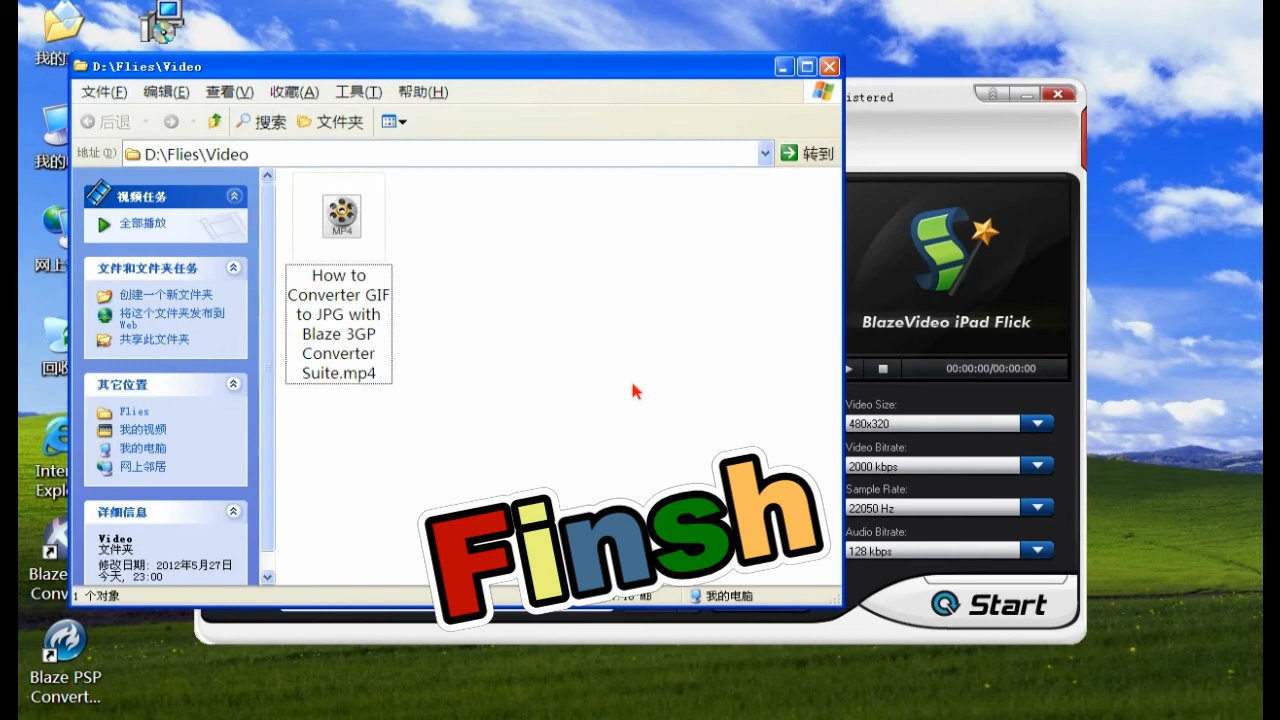 我的
D:\Flies\Video
文件(F) 编辑(E) 查看(V) 收藏(A) 工具(T) 帮助(H)
后退 搜索 文件夹
地址(D) D:\Flies\Video 转到
视频任务
全部播放
文件和文件夹任务
创建一个新文件夹
将这个文件夹发布到
Web
共享此文件夹
其它位置
Flies
我的视频
我的电脑
网上邻居
详细信息
Video
文件夹
修改日期: 2012年5月27日
今天, 23:00
1 个对象
MB
我的电脑
MP4
How to
Converter GIF
to JPG with
Blaze 3GP
Converter
Suite.mp4
Finsh
istered
BlazeVideo iPad Flick
00:00:00/00:00:00
Video Size:
480x320
Video Bitrate:
2000 kbps
Sample Rate:
22050 Hz
Audio Bitrate:
128 kbps
Start
我的
网上
回收
Inter
Expl
Blaze
Conv
Blaze PSP
Convert...